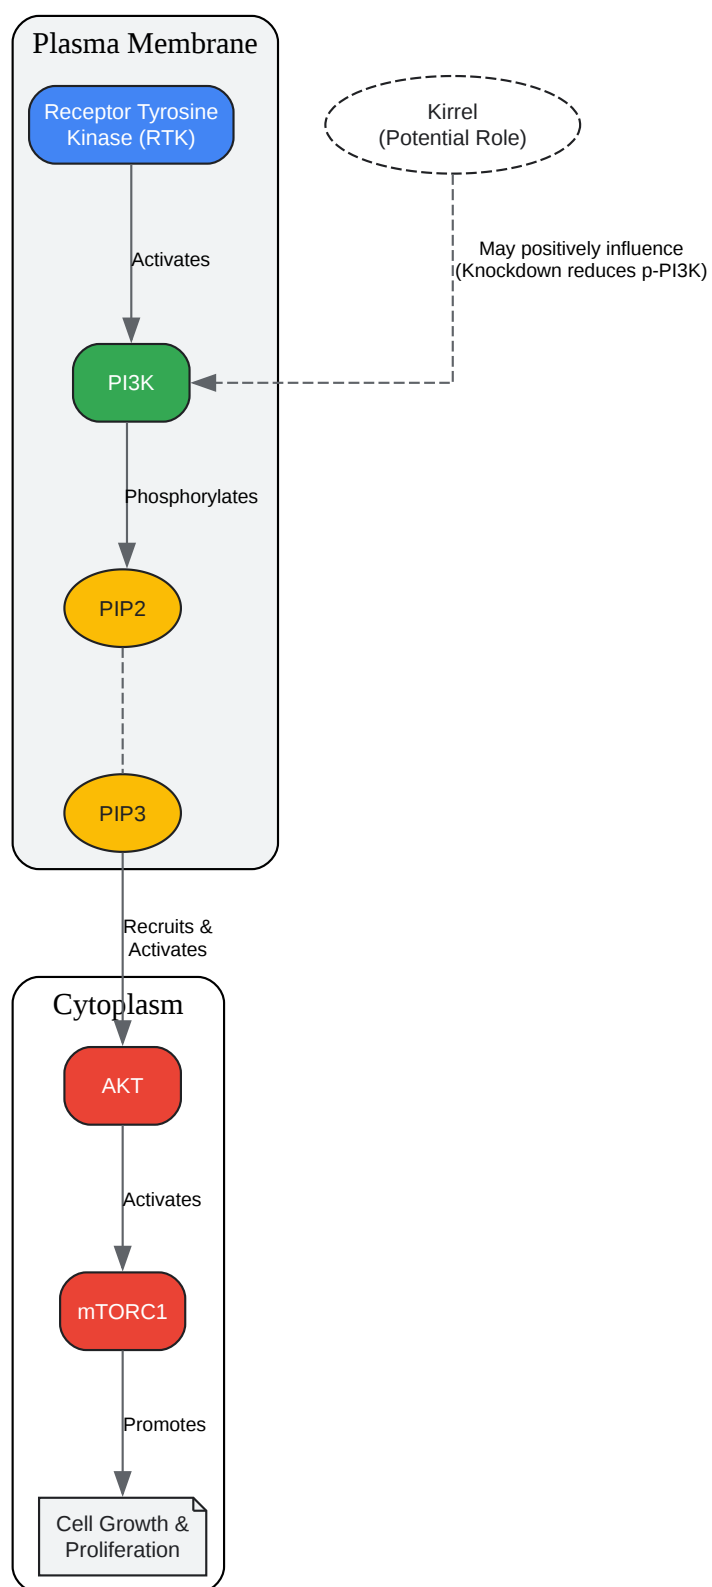 Plasma Membrane
Receptor Tyrosine
Kinase (RTK)
Kirrel
(Potential Role)
Activates
May positively influence
(Knockdown reduces p-PI3K)
PI3K
Phosphorylates
PIP2
PIP3
Recruits &
Activates
Cytoplasm
AKT
Activates
mTORC1
Promotes
Cell Growth &
Proliferation